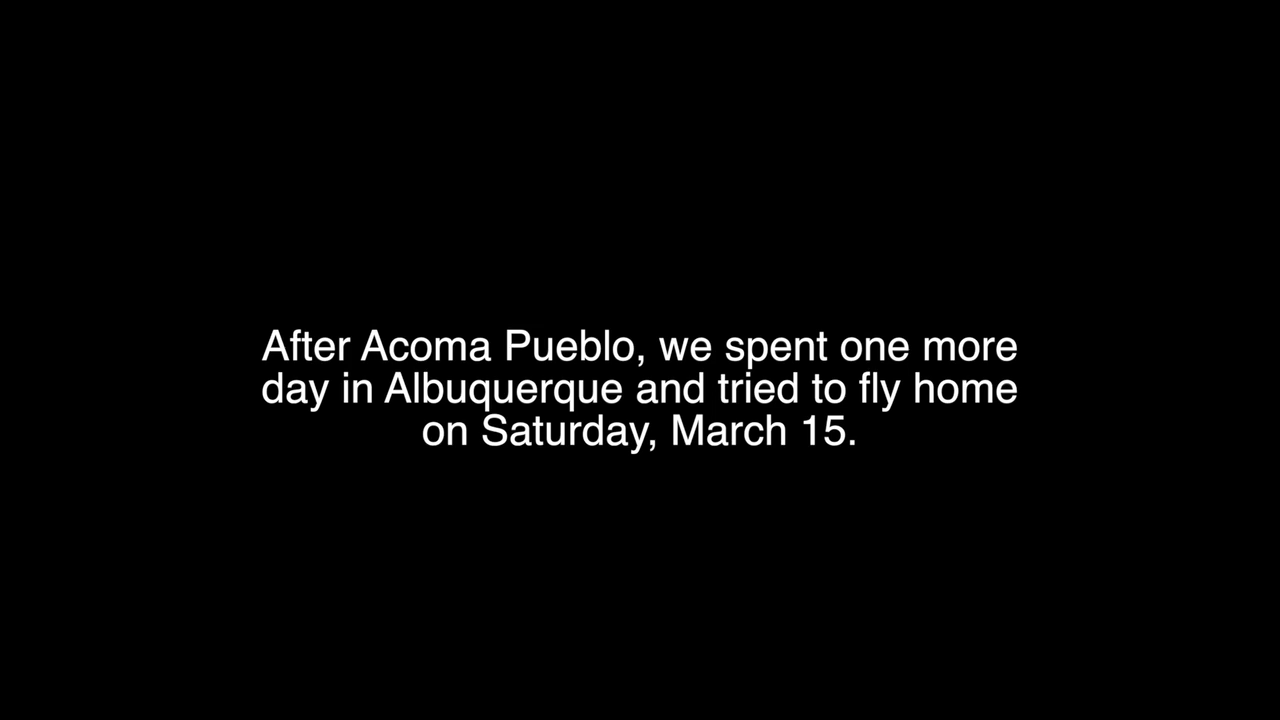 After Acoma Pueblo, we spent one more
day in Albuquerque and tried to fly home
on Saturday, March 15.